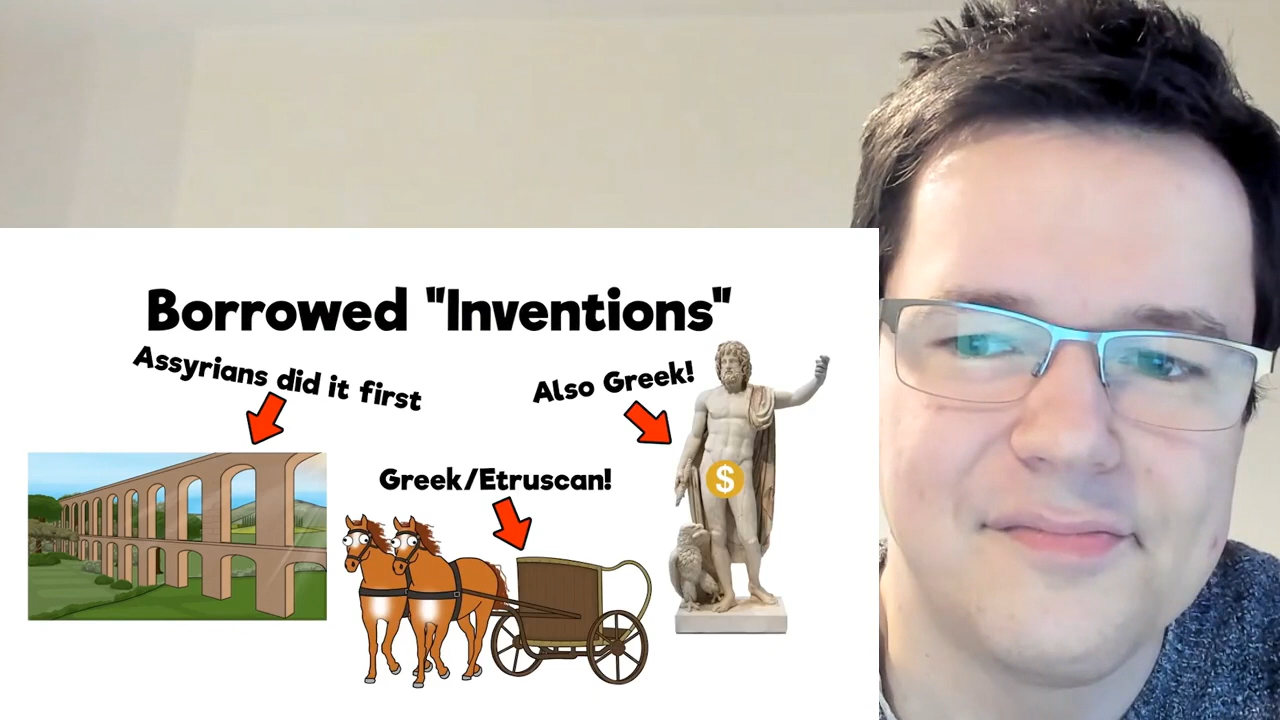 Borrowed "Inventions"
Assyrians did it first
Also Greek!
Greek/Etruscan!
$